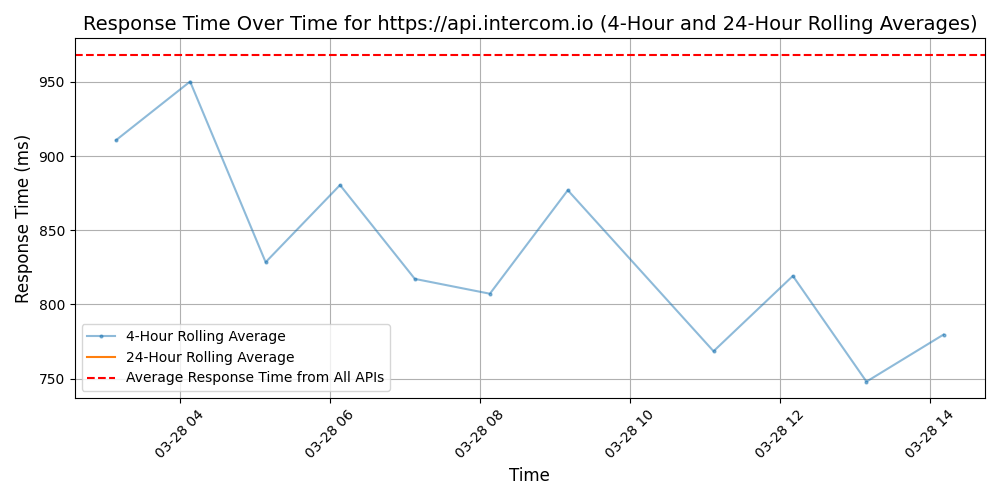 Response Time Over Time for https://api.intercom.io (4-Hour and 24-Hour Rolling Averages)
Response Time (ms)
950
900
850
800
750
4-Hour Rolling Average
24-Hour Rolling Average
Average Response Time from All APIs
03-28 04
03-28 06
03-28 08
03-28 10
03-28 12
03-28 14
Time